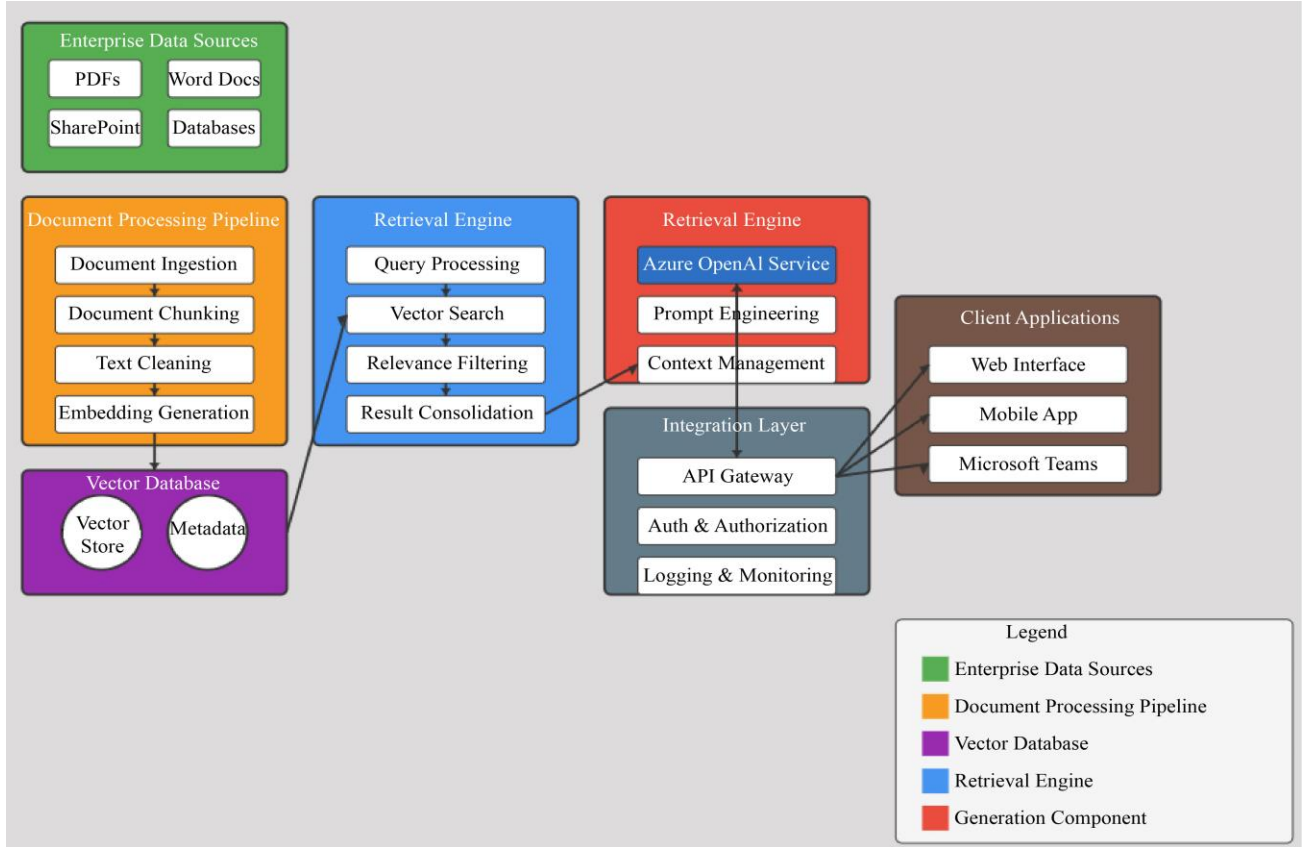 Enterprise Data Sources
PDFs
Word Docs
SharePoint
Databases
Document Processing Pipeline
Document Ingestion
Document Chunking
Text Cleaning
Embedding Generation
Vector Database
Vector
Store
Metadata
Retrieval Engine
Query Processing
Vector Search
Relevance Filtering
Result Consolidation
Retrieval Engine
Azure OpenAl Service
Prompt Engineering
Context Management
Integration Layer
API Gateway
Auth & Authorization
Logging & Monitoring
Client Applications
Web Interface
Mobile App
Microsoft Teams
Legend
Enterprise Data Sources
Document Processing Pipeline
Vector Database
Retrieval Engine
Generation Component